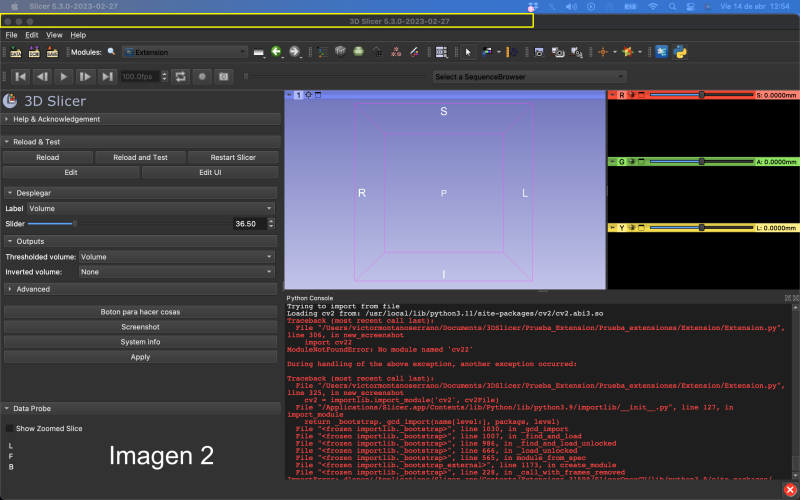 Slicer 5.3.0-2023-02-27
Vie 14 de abr 12:54
3D Slicer 5.3.0-2023-02-27
File Edit View Help
DATA DCM SAVE Modules: Extension
100.0fps Select a SequenceBrowser
3D Slicer
Help & Acknowledgement
Reload & Test
Reload Reload and Test Restart Slicer
Edit Edit UI
Desplegar
Label Volume
Slider 36.50
Outputs
Thresholded volume: Volume
Inverted volume: None
Advanced
Boton para hacer cosas
Screenshot
System info
Apply
Data Probe
Show Zoomed Slice
L
F
B
Imagen 2
1
S
R P L
I
R S: 0.0000mm
G A: 0.0000mm
Y L: 0.0000mm
Python Console
Trying to import from file
Loading cv2 from: /usr/local/lib/python3.11/site-packages/cv2/cv2.abi3.so
Traceback (most recent call last):
File "/Users/victormontanoserrano/Documents/3DSlicer/Prueba_Extension/Prueba_extensiones/Extension/Extension.py",
line 306, in new_screenshot
import cv22
ModuleNotFoundError: No module named 'cv22'
During handling of the above exception, another exception occurred:
Traceback (most recent call last):
File "/Users/victormontanoserrano/Documents/3DSlicer/Prueba_Extension/Prueba_extensiones/Extension/Extension.py",
line 325, in new_screenshot
cv2 = importlib.import_module('cv2', cv2File)
File "/Applications/Slicer.app/Contents/lib/Python/lib/python3.9/importlib/__init__.py", line 127, in
import_module
return _bootstrap._gcd_import(name[level:], package, level)
File "<frozen importlib._bootstrap>", line 1030, in _gcd_import
File "<frozen importlib._bootstrap>", line 1007, in _find_and_load
File "<frozen importlib._bootstrap>", line 986, in _find_and_load_unlocked
File "<frozen importlib._bootstrap>", line 666, in _load_unlocked
File "<frozen importlib._bootstrap>", line 565, in module_from_spec
File "<frozen importlib._bootstrap_external>", line 1173, in create_module
File "<frozen importlib._bootstrap>", line 228, in _call_with_frames_removed